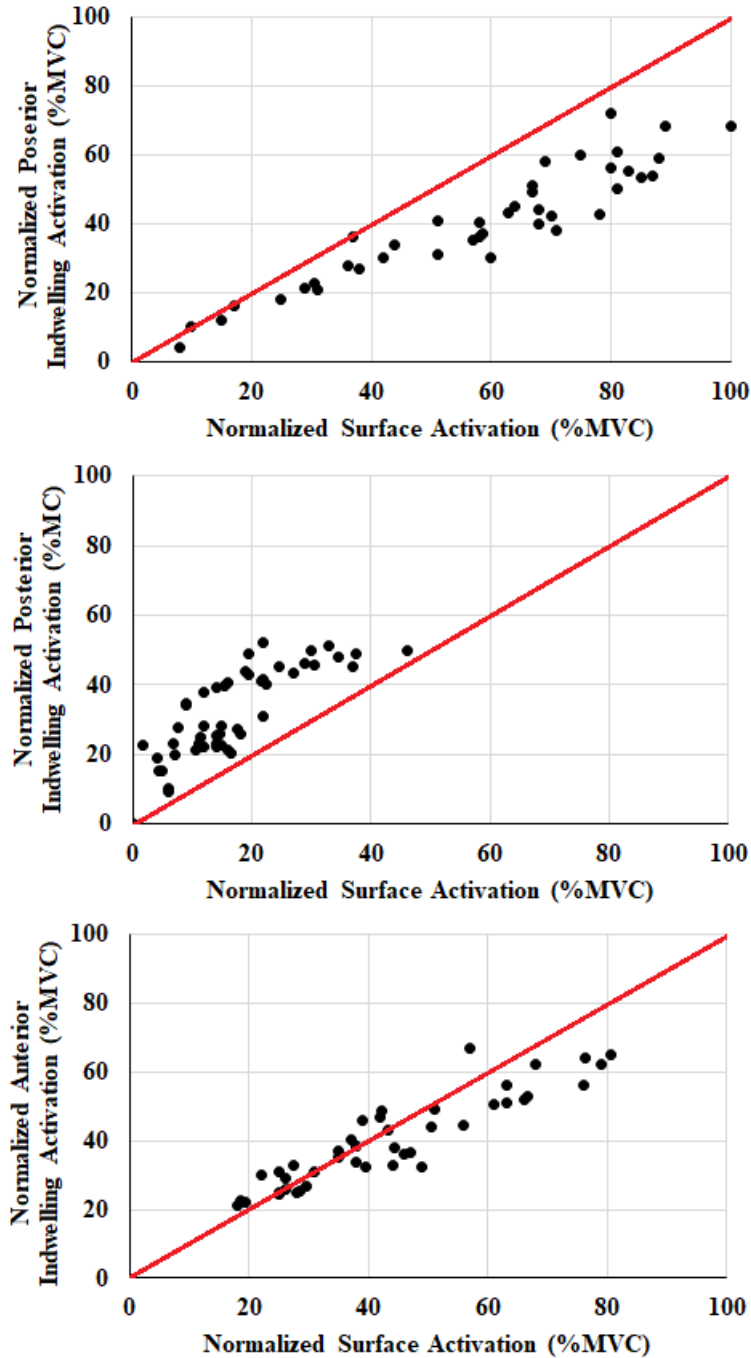 Normalized Poserior
Indwelling Activation (%MVC)
100
80
60
40
20
0
0 20 40 60 80 100
Normalized Surface Activation (%MVC)
Normalized Posterior
Indwelling Activation (%MC)
100
80
60
40
20
0
0 20 40 60 80 100
Normalized Surface Activation (%MVC)
Normalized Anterior
Indwelling Activation (%MVC)
100
80
60
40
20
0
0 20 40 60 80 100
Normalized Surface Activation (%MVC)